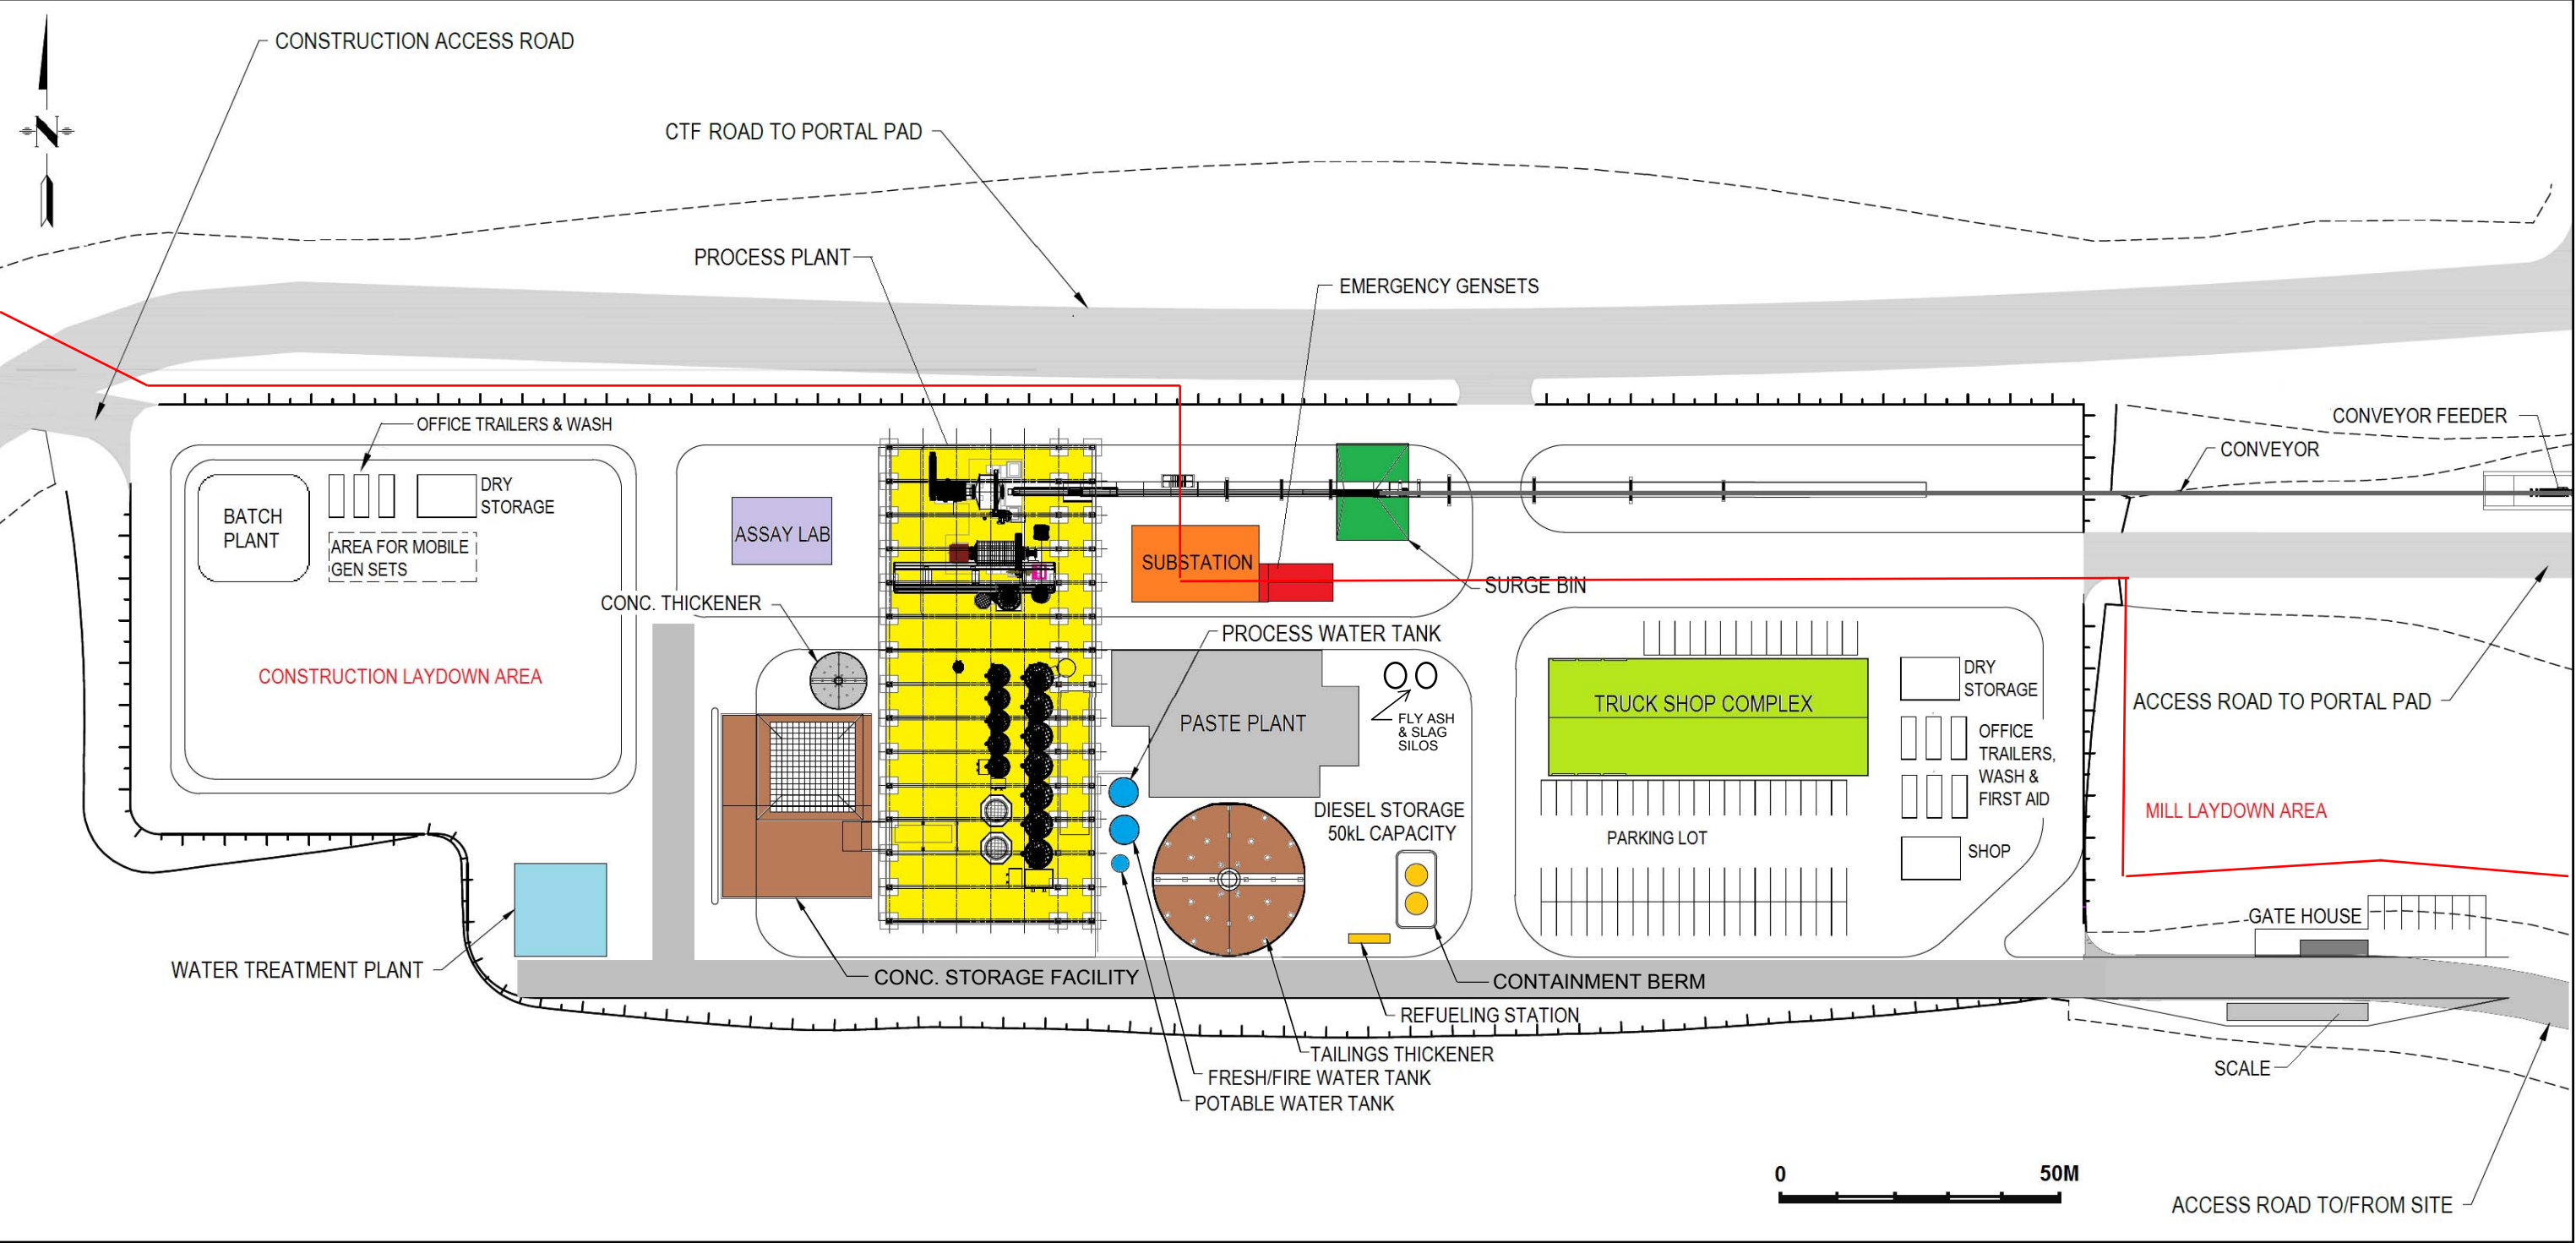 CONSTRUCTION ACCESS ROAD
N
CTF ROAD TO PORTAL PAD
PROCESS PLANT
EMERGENCY GENSETS
OFFICE TRAILERS & WASH
CONVEYOR FEEDER
CONVEYOR
BATCH
PLANT
DRY
STORAGE
AREA FOR MOBILE
GEN SETS
ASSAY LAB
SUBSTATION
SURGE BIN
CONC. THICKENER
PROCESS WATER TANK
CONSTRUCTION LAYDOWN AREA
PASTE PLANT
FLY ASH
& SLAG
SILOS
TRUCK SHOP COMPLEX
DRY
STORAGE
ACCESS ROAD TO PORTAL PAD
OFFICE
TRAILERS,
WASH &
FIRST AID
DIESEL STORAGE
50kL CAPACITY
PARKING LOT
SHOP
MILL LAYDOWN AREA
GATE HOUSE
WATER TREATMENT PLANT
CONC. STORAGE FACILITY
CONTAINMENT BERM
REFUELING STATION
TAILINGS THICKENER
FRESH/FIRE WATER TANK
POTABLE WATER TANK
SCALE
0 50M
ACCESS ROAD TO/FROM SITE